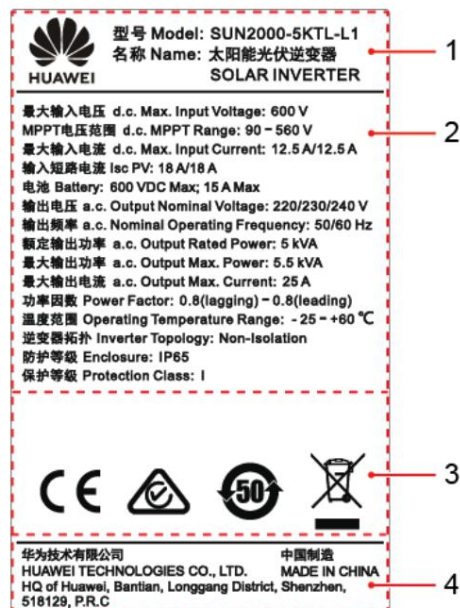 HUAWEI
型号 Model: SUN2000-5KTL-L1
名称 Name: 太阳能光伏逆变器
SOLAR INVERTER
1
最大输入电压 d.c. Max. Input Voltage: 600 V
MPPT电压范围 d.c. MPPT Range: 90 - 560 V
2
最大输入电流 d.c. Max. Input Current: 12.5 A/12.5 A
输入短路电流 Isc PV: 18 A/18 A
电池 Battery: 600 VDC Max; 15 A Max
输出电压 a.c. Output Nominal Voltage: 220/230/240 V
输出频率 a.c. Nominal Operating Frequency: 50/60 Hz
额定输出功率 a.c. Output Rated Power: 5 kVA
最大输出功率 a.c. Output Max. Power: 5.5 kVA
最大输出电流 a.c. Output Max. Current: 25 A
功率因数 Power Factor: 0.8(lagging) - 0.8(leading)
温度范围 Operating Temperature Range: - 25 - +60 ℃
逆变器拓扑 Inverter Topology: Non-Isolation
防护等级 Enclosure: IP65
保护等级 Protection Class: I
CE
50
3
华为技术有限公司 中国制造
HUAWEI TECHNOLOGIES CO., LTD. MADE IN CHINA
HQ of Huawei, Bantian, Longgang District, Shenzhen,
518129, P.R.C
4